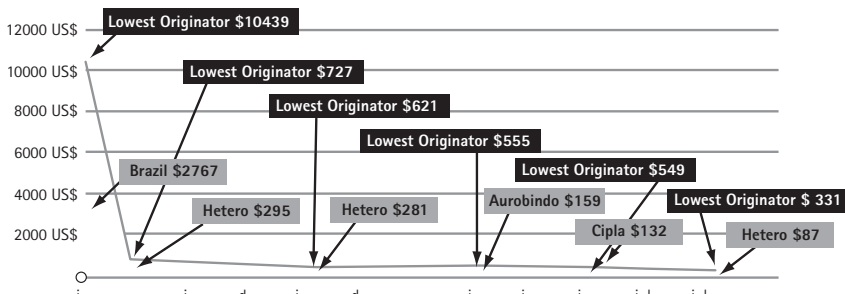 12000 US$
Lowest Originator $10439
10000 US$
Lowest Originator $727
8000 US$
Lowest Originator $621
6000 US$
Lowest Originator $555
4000 US$
Brazil $2767
Lowest Originator $549
Aurobindo $159
Lowest Originator $ 331
2000 US$
Hetero $295
Hetero $281
Cipla $132
Hetero $87